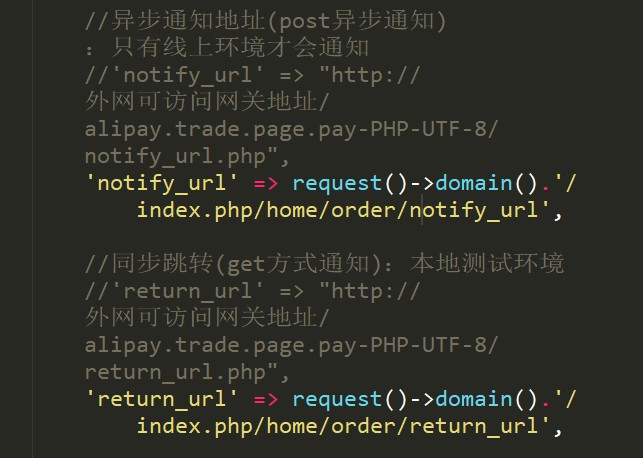 //异步通知地址(post异步通知)
：只有线上环境才会通知
//'notify_url' => "http://
外网可访问网关地址/
alipay.trade.page.pay-PHP-UTF-8/
notify_url.php",
'notify_url' => request()->domain().'/
index.php/home/order/notify_url',
//同步跳转(get方式通知)：本地测试环境
//'return_url' => "http://
外网可访问网关地址/
alipay.trade.page.pay-PHP-UTF-8/
return_url.php",
'return_url' => request()->domain().'/
index.php/home/order/return_url',